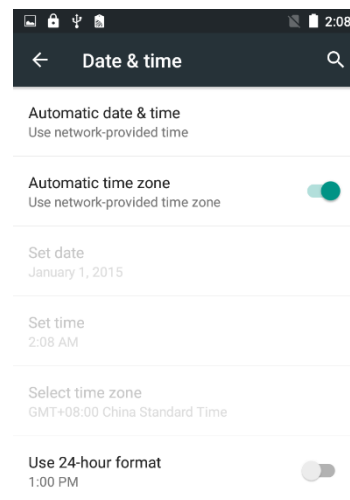 2:08
Date & time
Automatic date & time
Use network-provided time
Automatic time zone
Use network-provided time zone
Set date
January 1, 2015
Set time
2:08 AM
Select time zone
GMT+08:00 China Standard Time
Use 24-hour format
1:00 PM